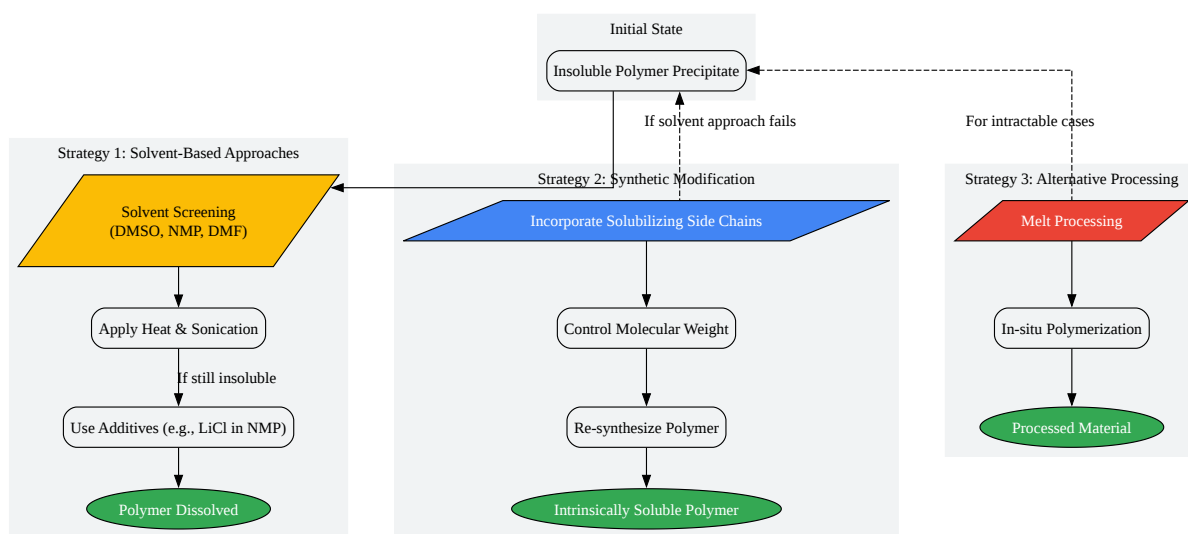 Initial State
Insoluble Polymer Precipitate
If solvent approach fails
For intractable cases
Strategy 1: Solvent-Based Approaches
Solvent Screening
(DMSO, NMP, DMF)
Apply Heat & Sonication
If still insoluble
Use Additives (e.g., LiCl in NMP)
Polymer Dissolved
Strategy 2: Synthetic Modification
Incorporate Solubilizing Side Chains
Control Molecular Weight
Re-synthesize Polymer
Intrinsically Soluble Polymer
Strategy 3: Alternative Processing
Melt Processing
In-situ Polymerization
Processed Material